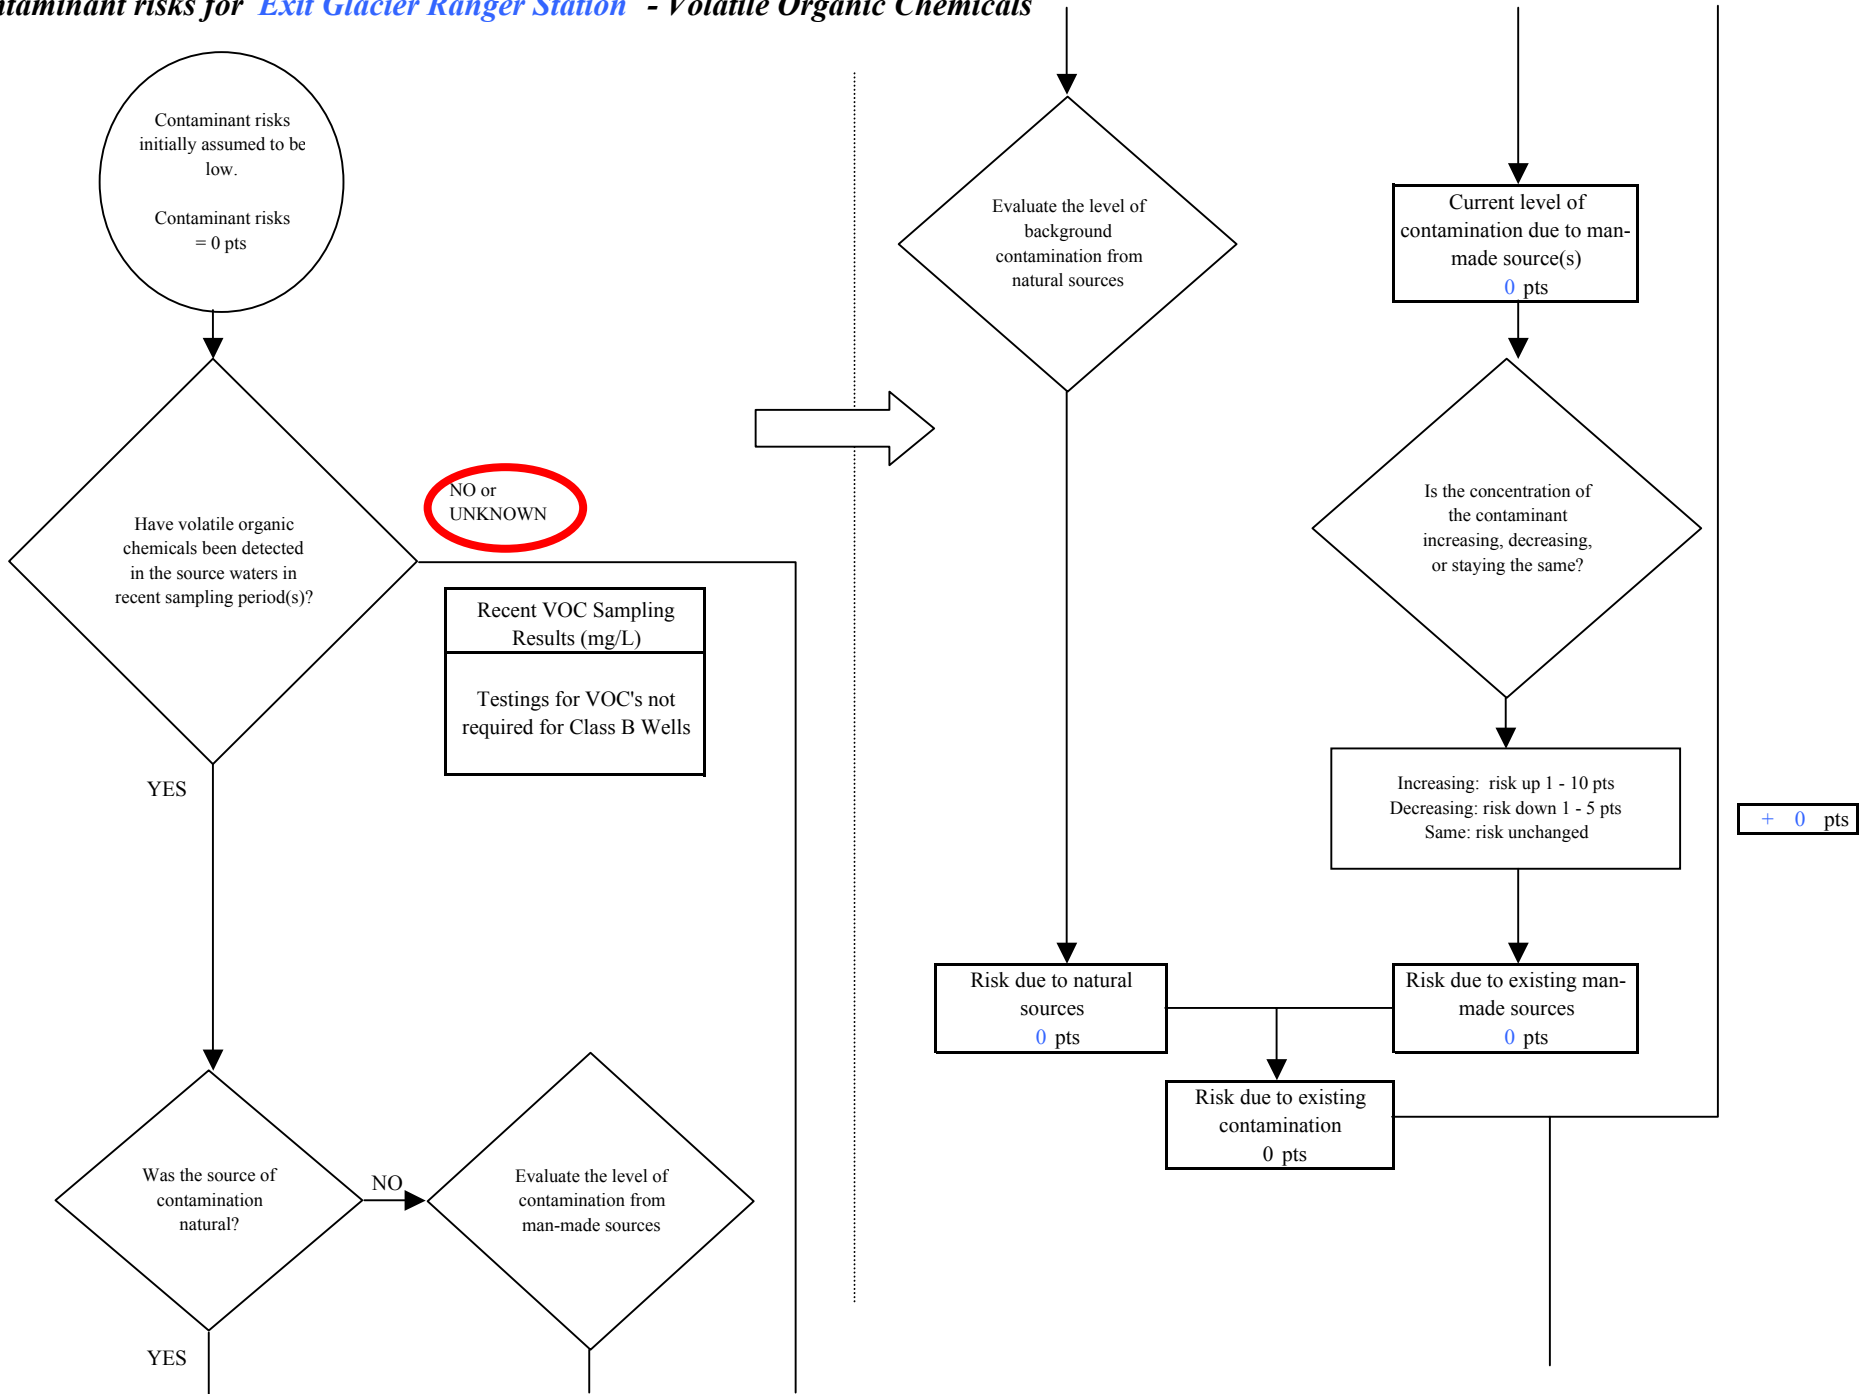 ntaminant risks for Exit Glacier Ranger Station - Volatile Organic Chemicals
Contaminant risks
initially assumed to be
low.
Contaminant risks
= 0 pts
Have volatile organic
chemicals been detected
in the source waters in
recent sampling period(s)?
NO or
UNKNOWN
Recent VOC Sampling
Results (mg/L)
Testings for VOC's not
required for Class B Wells
YES
Was the source of
contamination
natural?
NO
Evaluate the level of
contamination from
man-made sources
YES
Evaluate the level of
background
contamination from
natural sources
Current level of
contamination due to man-
made source(s)
0 pts
Is the concentration of
the contaminant
increasing, decreasing,
or staying the same?
Increasing: risk up 1 - 10 pts
Decreasing: risk down 1 - 5 pts
Same: risk unchanged
+ 0 pts
Risk due to natural
sources
0 pts
Risk due to existing man-
made sources
0 pts
Risk due to existing
contamination
0 pts